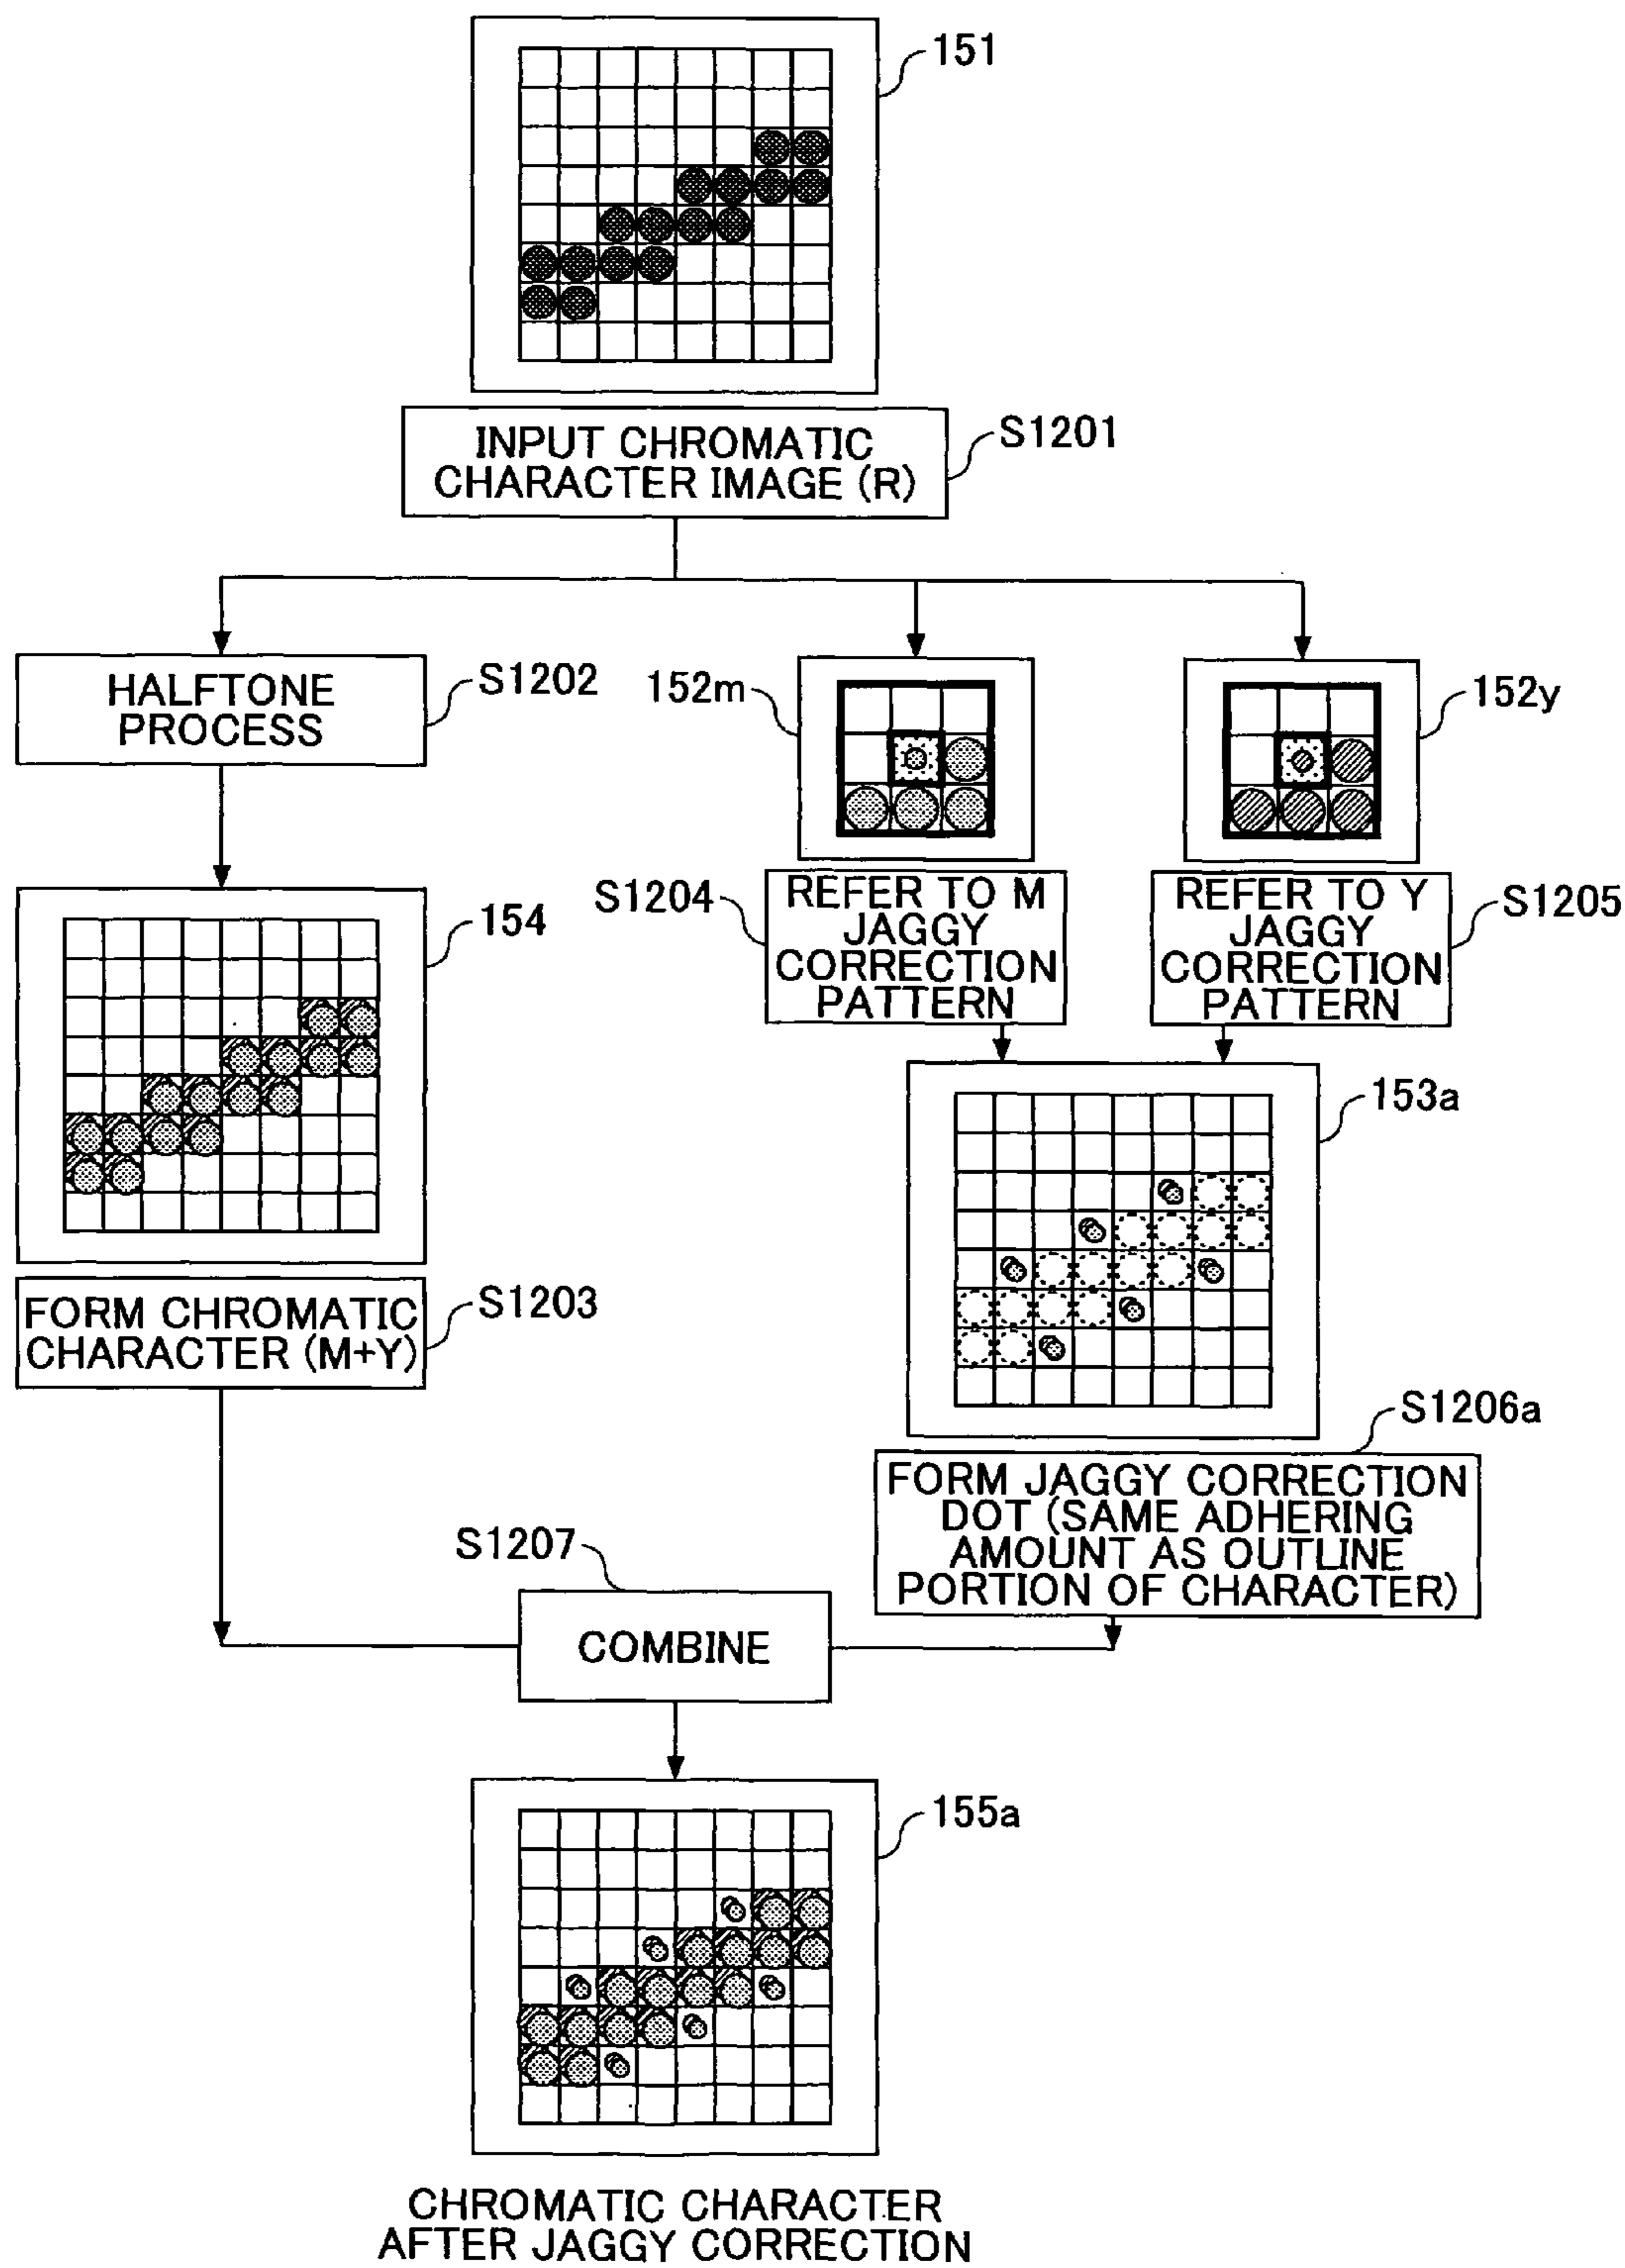 151
INPUT CHROMATIC
CHARACTER IMAGE (R)
S1201
HALFTONE
PROCESS
S1202
152m
152y
S1204
REFER TO M
JAGGY
CORRECTION
PATTERN
REFER TO Y
JAGGY
CORRECTION
PATTERN
S1205
154
153a
FORM CHROMATIC
CHARACTER (M+Y)
S1203
S1206a
FORM JAGGY CORRECTION
DOT (SAME ADHERING
AMOUNT AS OUTLINE
PORTION OF CHARACTER)
S1207
COMBINE
155a
CHROMATIC CHARACTER
AFTER JAGGY CORRECTION